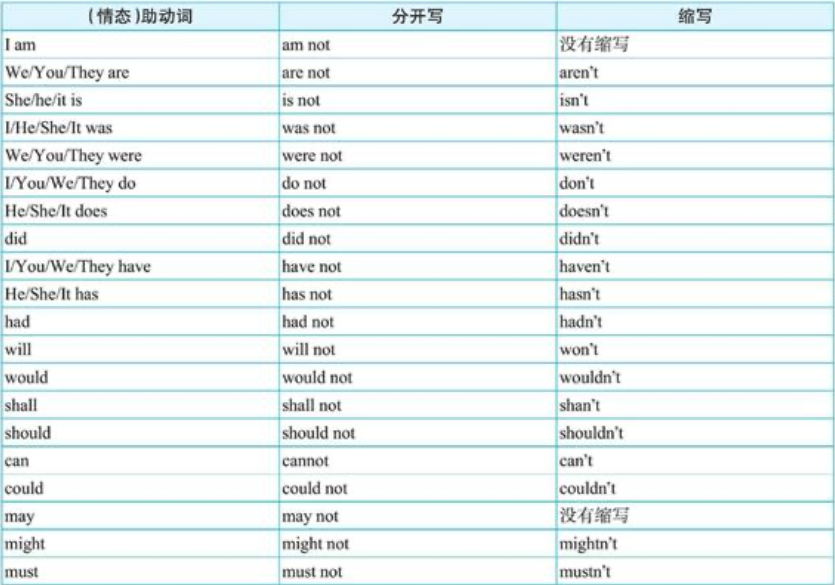 （情态）助动词 分开写 缩写
I am am not 没有缩写
We/You/They are are not aren't
She/he/it is is not isn't
I/He/She/It was was not wasn't
We/You/They were were not weren't
I/You/We/They do do not don't
He/She/It does does not doesn't
did did not didn't
I/You/We/They have have not haven't
He/She/It has has not hasn't
had had not hadn't
will will not won't
would would not wouldn't
shall shall not shan't
should should not shouldn't
can cannot can't
could could not couldn't
may may not 没有缩写
might might not mightn't
must must not mustn't